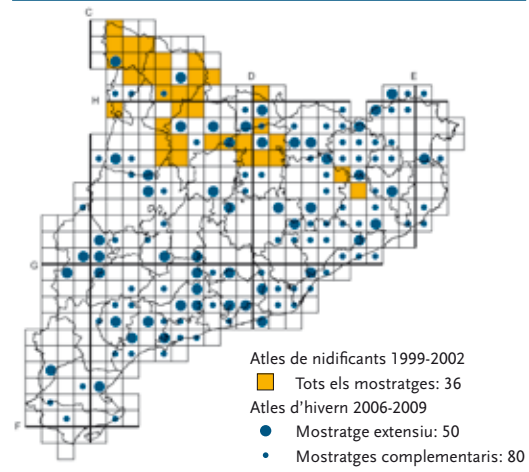 C
D
E
H
G
F
Atles de nidificants 1999-2002
Tots els mostratges: 36
Atles d'hivern 2006-2009
Mostratge extensiu: 50
Mostratges complementaris: 80